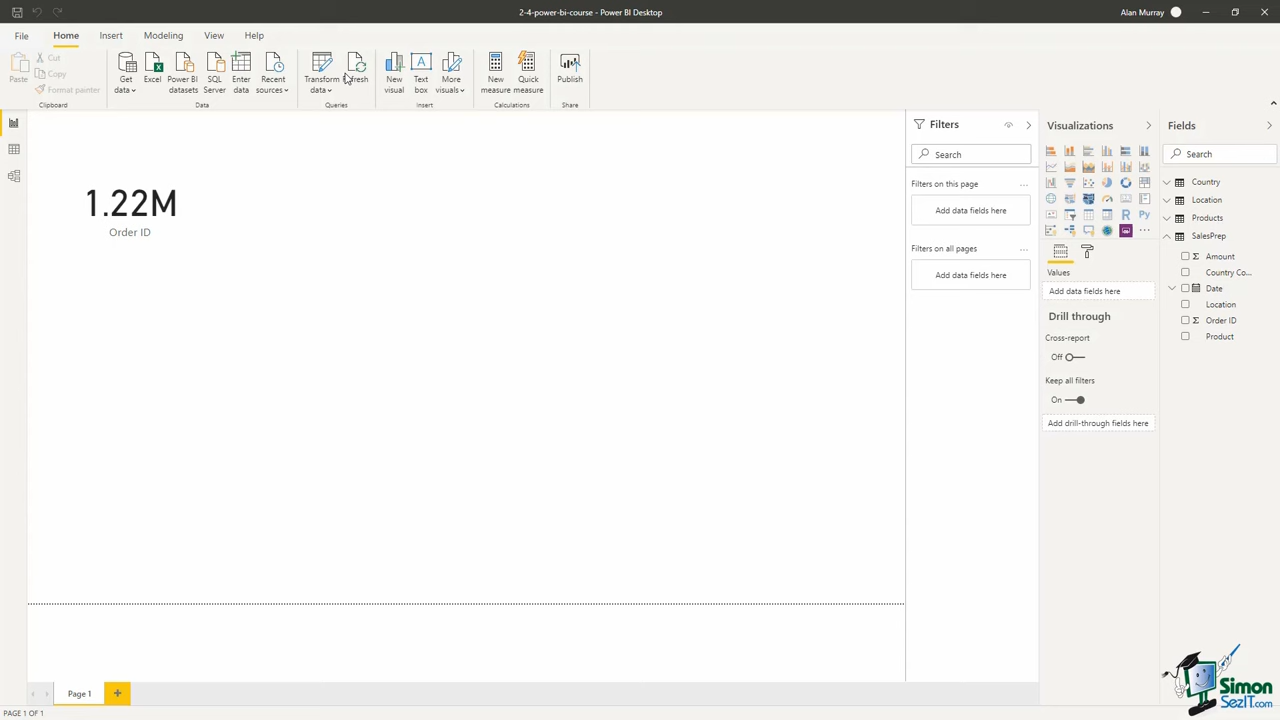 2-4-power-bi-course - Power BI Desktop
Alan Murray
File Home Insert Modeling View Help
Paste
Cut
Copy
Format painter
Clipboard
Get data
Excel
Power BI datasets
SQL Server
Enter data
Recent sources
Data
Transform data
Queries
New visual
Text box
More visuals
Insert
New measure
Quick measure
Calculations
Publish
Share
1.22M
Order ID
Filters
Search
Filters on this page
...
Add data fields here
Filters on all pages
...
Add data fields here
Visualizations
R
Py
...
Values
Add data fields here
Drill through
Cross-report
Off
Keep all filters
On
Add drill-through fields here
Fields
Search
Country
Location
Products
SalesPrep
Σ Amount
Country Co...
Date
Location
Σ Order ID
Product
Page 1
+
PAGE 1 OF 1
Simon
SezIT.com